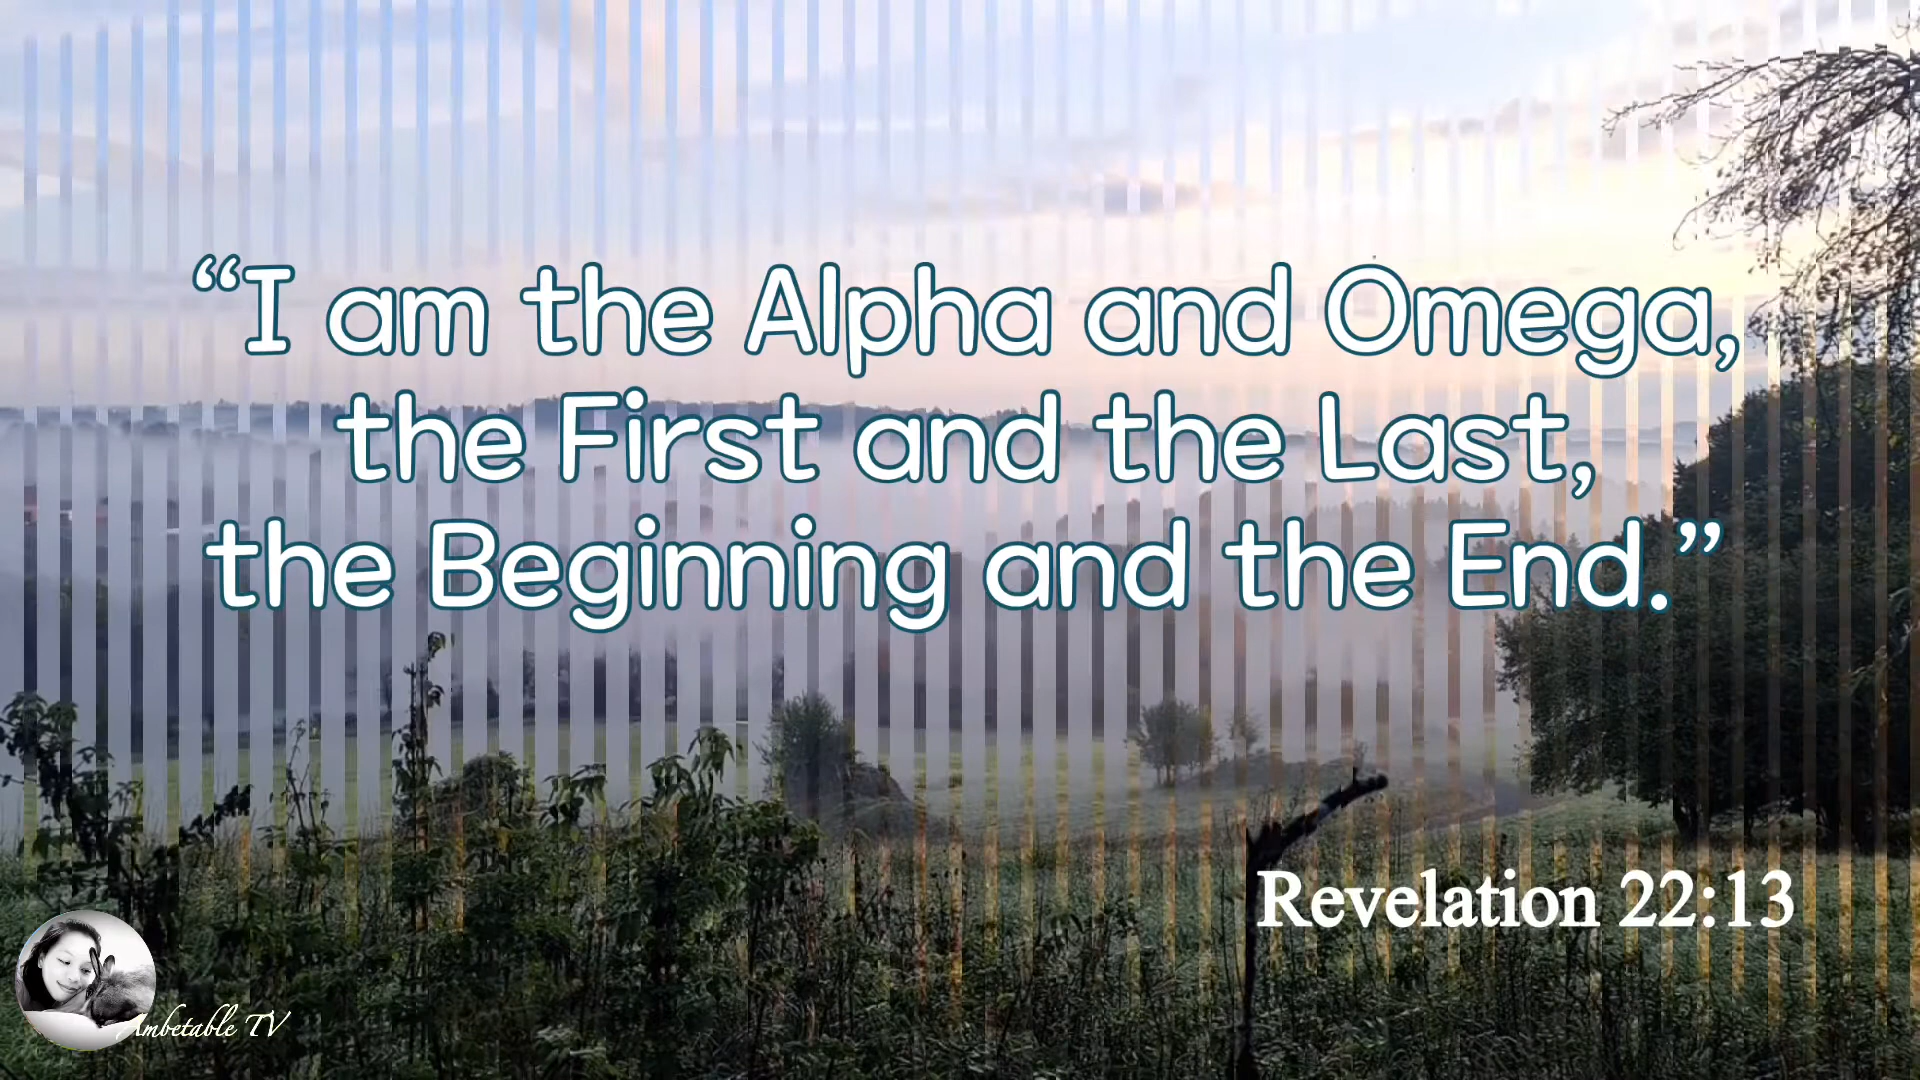 “I am the Alpha and Omega,
the First and the Last,
the Beginning and the End.”
Revelation 22:13
Ambetable TV